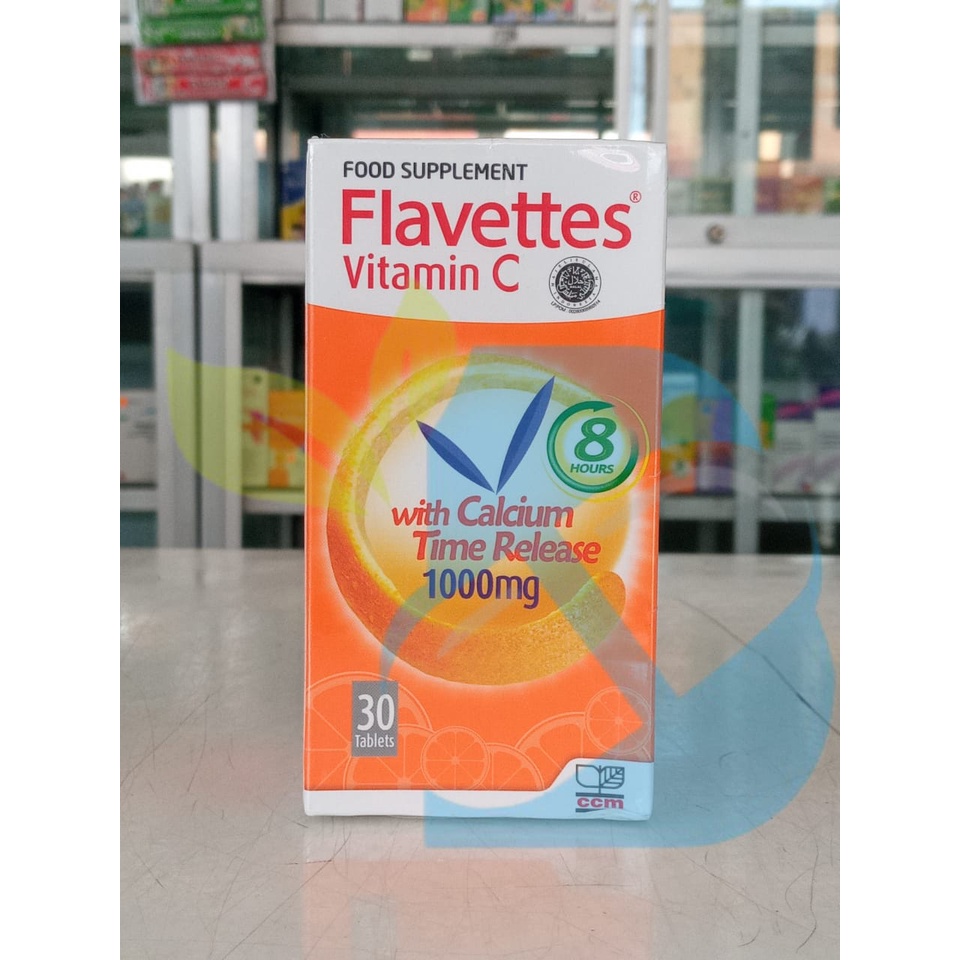 FOOD SUPPLEMENT
Flavettes®
Vitamin C
8
HOURS
with Calcium
Time Release
1000mg
30
Tablets
ccm